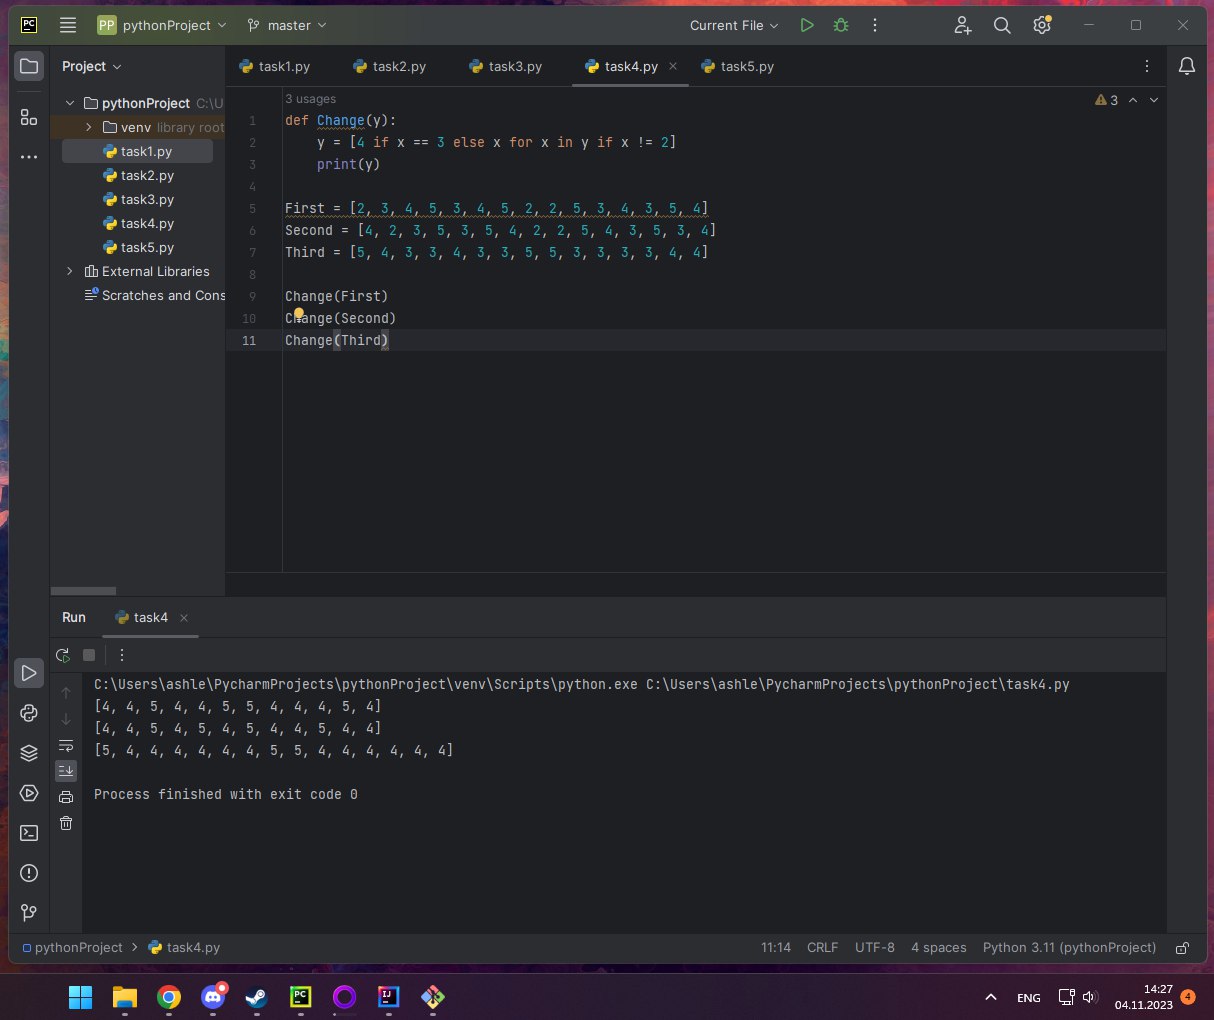 PC PP pythonProject master Current File
Project task1.py task2.py task3.py task4.py task5.py
pythonProject C:\U
venv library root
task1.py
task2.py
task3.py
task4.py
task5.py
External Libraries
Scratches and Cons
3 usages
3
1 def Change(y):
2 y = [4 if x == 3 else x for x in y if x != 2]
3 print(y)
4
5 First = [2, 3, 4, 5, 3, 4, 5, 2, 2, 5, 3, 4, 3, 5, 4]
6 Second = [4, 2, 3, 5, 3, 5, 4, 2, 2, 5, 4, 3, 5, 3, 4]
7 Third = [5, 4, 3, 3, 4, 3, 3, 5, 5, 3, 3, 3, 3, 4, 4]
8
9 Change(First)
10 Change(Second)
11 Change(Third)
Run task4
C:\Users\ashle\PycharmProjects\pythonProject\venv\Scripts\python.exe C:\Users\ashle\PycharmProjects\pythonProject\task4.py
[4, 4, 5, 4, 4, 5, 5, 4, 4, 4, 5, 4]
[4, 4, 5, 4, 5, 4, 5, 4, 4, 5, 4, 4]
[5, 4, 4, 4, 4, 4, 4, 5, 5, 4, 4, 4, 4, 4, 4]
Process finished with exit code 0
pythonProject task4.py 11:14 CRLF UTF-8 4 spaces Python 3.11 (pythonProject)
PC IJ ENG 14:27 4
04.11.2023